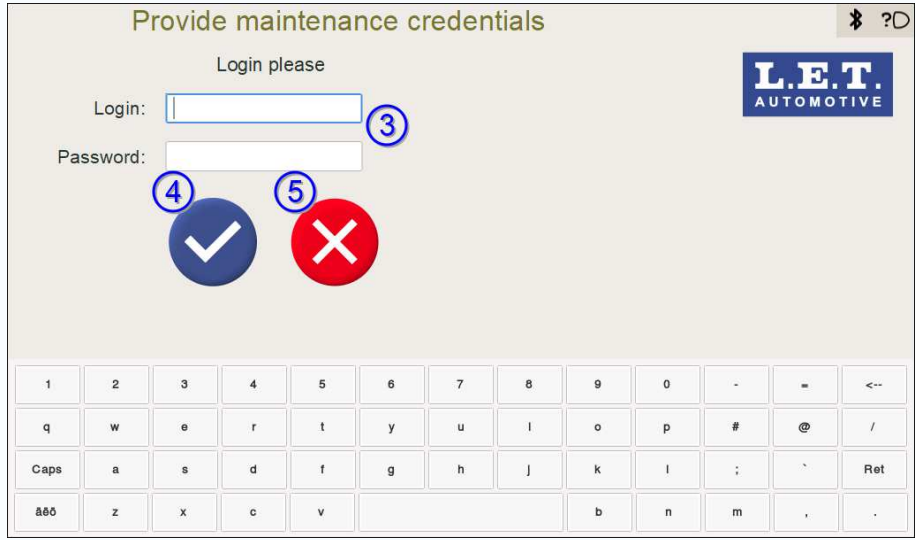 Provide maintenance credentials
?
Login please
L.E.T.
AUTOMOTIVE
Login:
3
Password:
4 5
1 2 3 4 5 6 7 8 9 0 - = <--
q w e r t y u I o p # @ /
Caps a s d f g h j k l ; ` Ret
äëö z x c v b n m , .